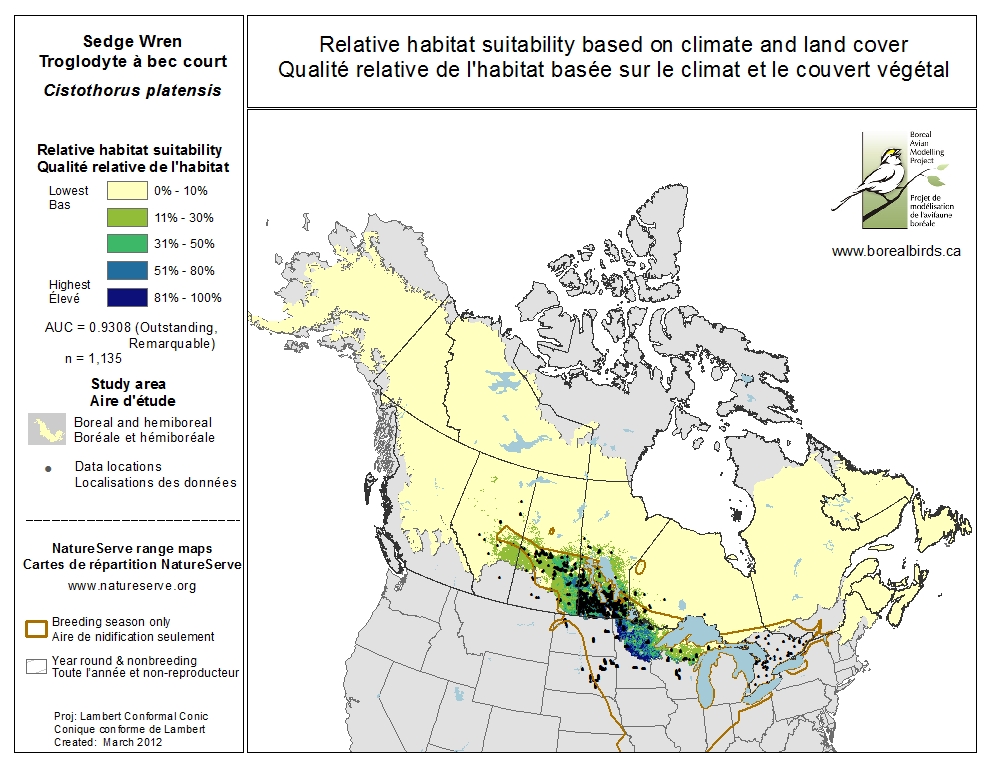 Sedge Wren
Troglodyte à bec court
Cistothorus platensis
Relative habitat suitability
Qualité relative de l'habitat
Lowest
Bas
0% - 10%
11% - 30%
31% - 50%
51% - 80%
Highest
Élevé
81% - 100%
AUC = 0.9308 (Outstanding,
Remarquable)
n = 1,135
Study area
Aire d'étude
Boreal and hemiboreal
Boréale et hémiboréale
Data locations
Localisations des données
NatureServe range maps
Cartes de répartition NatureServe
www.natureserve.org
Breeding season only
Aire de nidification seulement
Year round & nonbreeding
Toute l'année et non-reproducteur
Proj: Lambert Conformal Conic
Conique conforme de Lambert
Created: March 2012
Relative habitat suitability based on climate and land cover
Qualité relative de l'habitat basée sur le climat et le couvert végétal
Boreal
Avian
Modelling
Project
Projet de
modélisation
de l'avifaune
boréale
www.borealbirds.ca